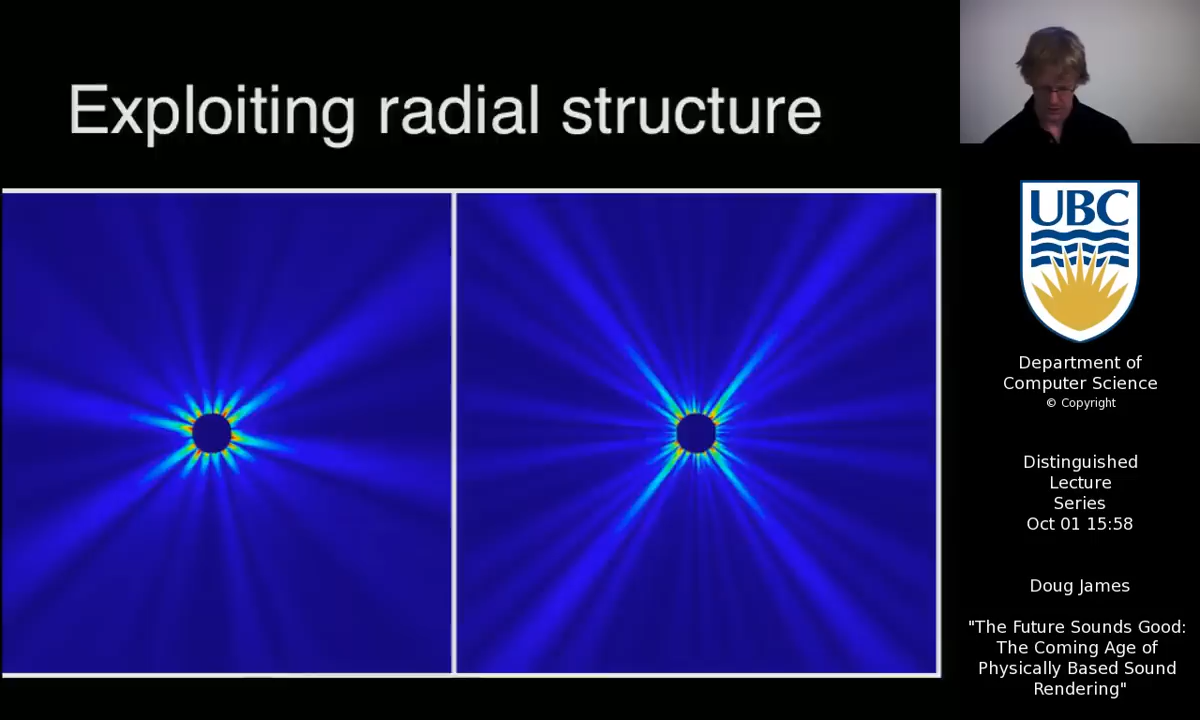 Exploiting radial structure
UBC
Department of
Computer Science
© Copyright
Distinguished
Lecture
Series
Oct 01 15:58
Doug James
"The Future Sounds Good:
The Coming Age of
Physically Based Sound
Rendering"